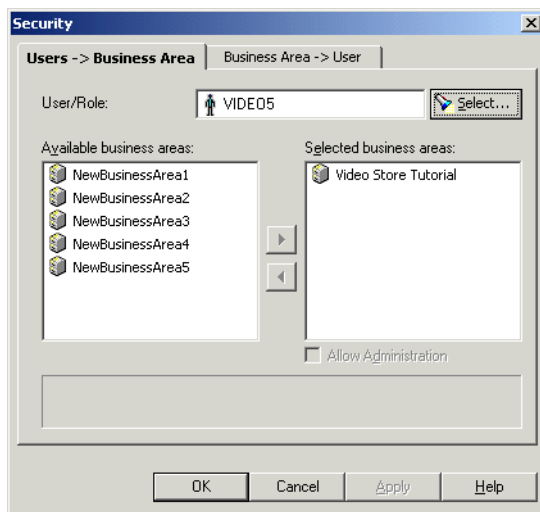 Security
Users -> Business Area
Business Area -> User
User/Role:
VIDEO5
Select...
Available business areas:
Selected business areas:
NewBusinessArea1
NewBusinessArea2
NewBusinessArea3
NewBusinessArea4
NewBusinessArea5
Video Store Tutorial
Allow Administration
OK
Cancel
Apply
Help